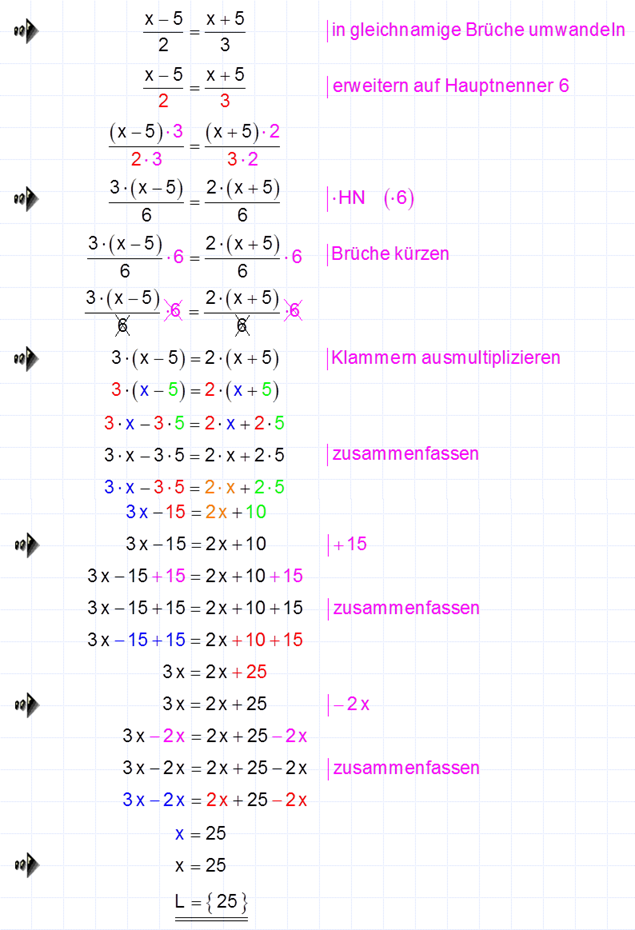 (x − 5)/2 = (x + 5)/3 |in gleichnamige Brüche umwandeln
(x − 5)/2 = (x + 5)/3 |erweitern auf Hauptnenner 6
((x − 5) · 3)/(2 · 3) = ((x + 5) · 2)/(3 · 2)
(3 · (x − 5))/6 = (2 · (x + 5))/6 |·HN (·6)
(3 · (x − 5))/6 · 6 = (2 · (x + 5))/6 · 6 |Brüche kürzen
(3 · (x − 5))/6 · 6 = (2 · (x + 5))/6 · 6
3 · (x − 5) = 2 · (x + 5) |Klammern ausmultiplizieren
3 · (x − 5) = 2 · (x + 5)
3 · x − 3 · 5 = 2 · x + 2 · 5
3 · x − 3 · 5 = 2 · x + 2 · 5 |zusammenfassen
3 · x − 3 · 5 = 2 · x + 2 · 5
3x − 15 = 2x + 10
3x − 15 = 2x + 10 |+ 15
3x − 15 + 15 = 2x + 10 + 15
3x − 15 + 15 = 2x + 10 + 15 |zusammenfassen
3x − 15 + 15 = 2x + 10 + 15
3x = 2x + 25
3x = 2x + 25 |− 2x
3x − 2x = 2x + 25 − 2x
3x − 2x = 2x + 25 − 2x |zusammenfassen
3x − 2x = 2x + 25 − 2x
x = 25
x = 25
L = {25}